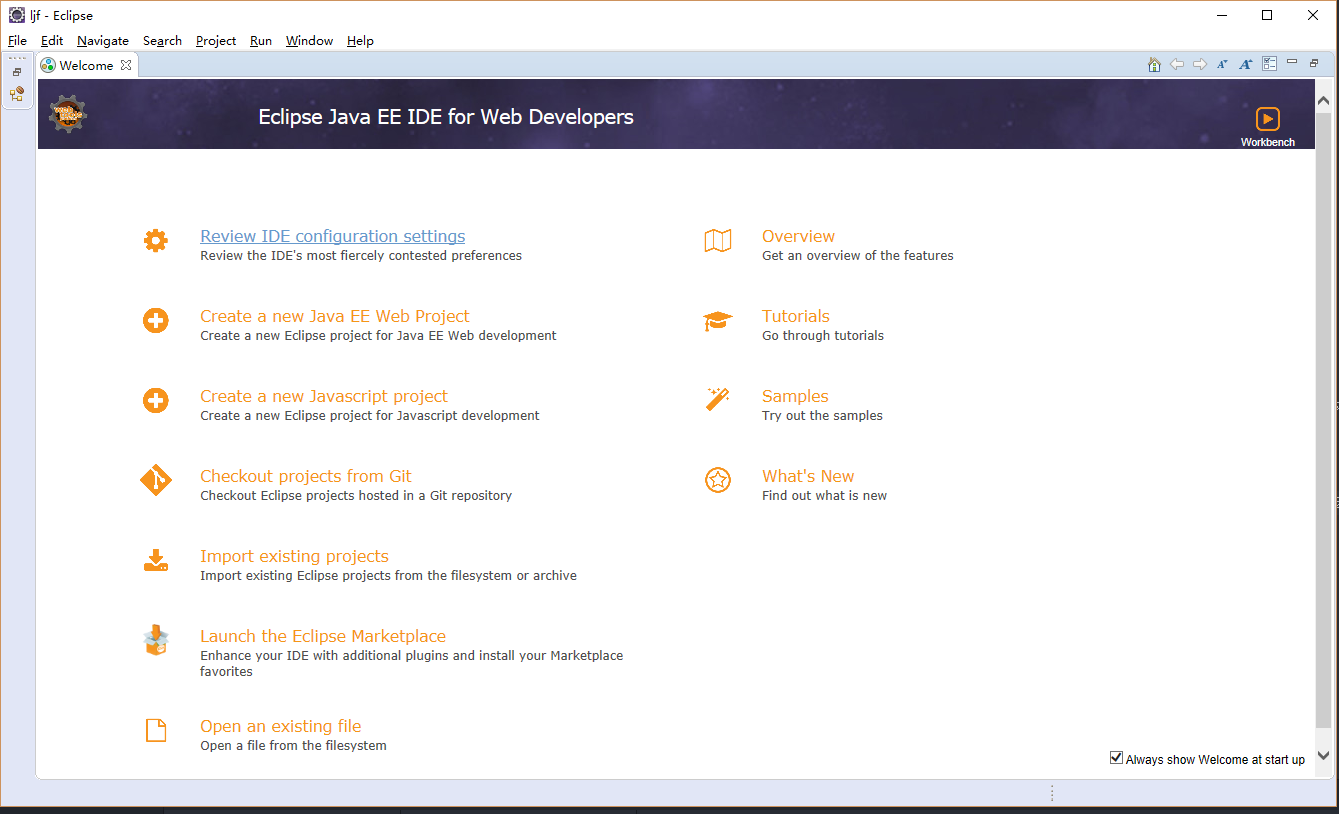 ljf - Eclipse
File Edit Navigate Search Project Run Window Help
Welcome
Eclipse Java EE IDE for Web Developers
Workbench
Review IDE configuration settings
Review the IDE's most fiercely contested preferences
Create a new Java EE Web Project
Create a new Eclipse project for Java EE Web development
Create a new Javascript project
Create a new Eclipse project for Javascript development
Checkout projects from Git
Checkout Eclipse projects hosted in a Git repository
Import existing projects
Import existing Eclipse projects from the filesystem or archive
Launch the Eclipse Marketplace
Enhance your IDE with additional plugins and install your Marketplace
favorites
Open an existing file
Open a file from the filesystem
Overview
Get an overview of the features
Tutorials
Go through tutorials
Samples
Try out the samples
What's New
Find out what is new
Always show Welcome at start up